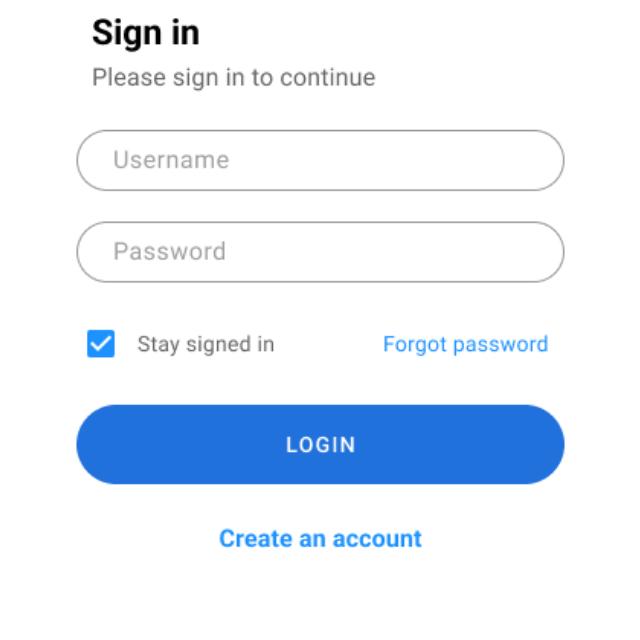 Sign in
Please sign in to continue
Username
Password
Stay signed in Forgot password
LOGIN
Create an account